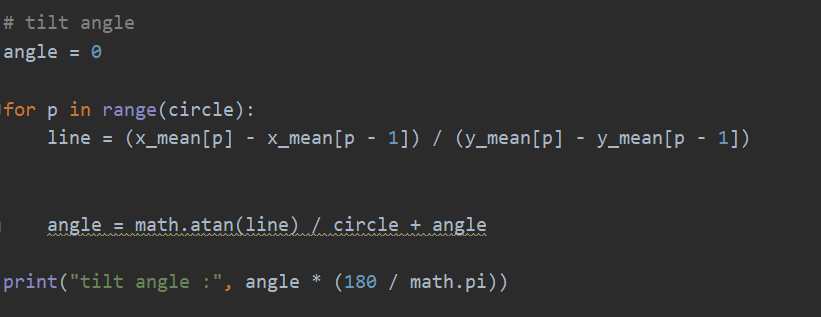 # tilt angle
angle = 0
for p in range(circle):
    line = (x_mean[p] - x_mean[p - 1]) / (y_mean[p] - y_mean[p - 1])
    angle = math.atan(line) / circle + angle
print("tilt angle :", angle * (180 / math.pi))